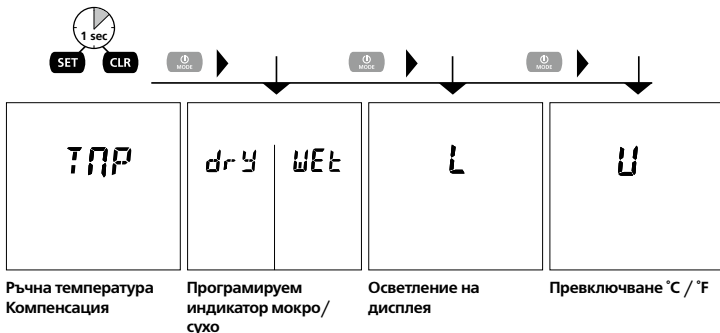 1 sec
SET CLR
MODE MODE MODE
TMP dry WEt L U
Ръчна температура
Компенсация
Програмируем
индикатор мокро/
сухо
Осветление на
дисплея
Превключване ˚C / ˚F